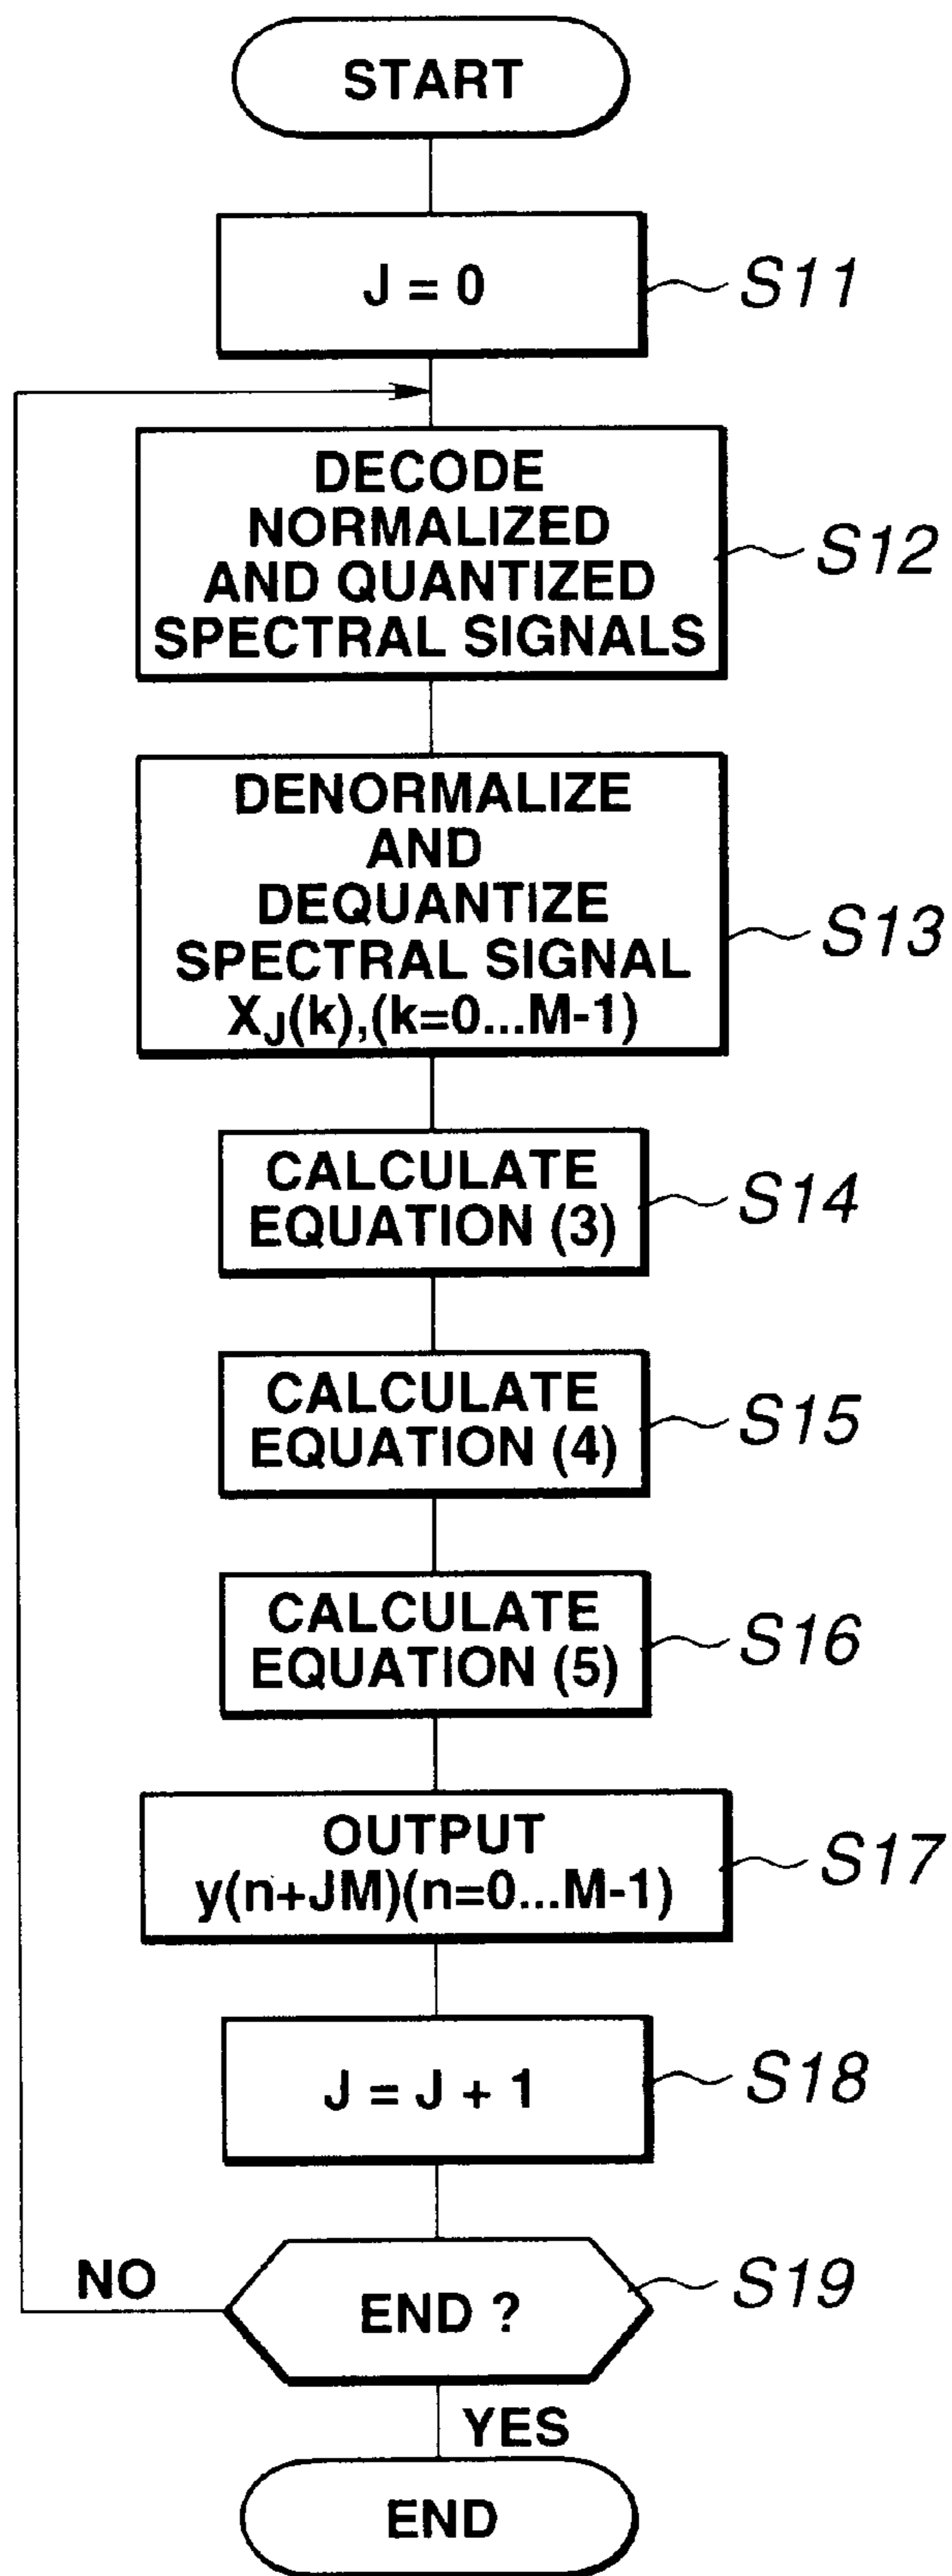 START
J = 0
S11
DECODE
NORMALIZED
AND QUANTIZED
SPECTRAL SIGNALS
S12
DENORMALIZE
AND
DEQUANTIZE
SPECTRAL SIGNAL
XJ(k),(k=0...M-1)
S13
CALCULATE
EQUATION (3)
S14
CALCULATE
EQUATION (4)
S15
CALCULATE
EQUATION (5)
S16
OUTPUT
y(n+JM)(n=0...M-1)
S17
J = J + 1
S18
END ?
S19
NO
YES
END